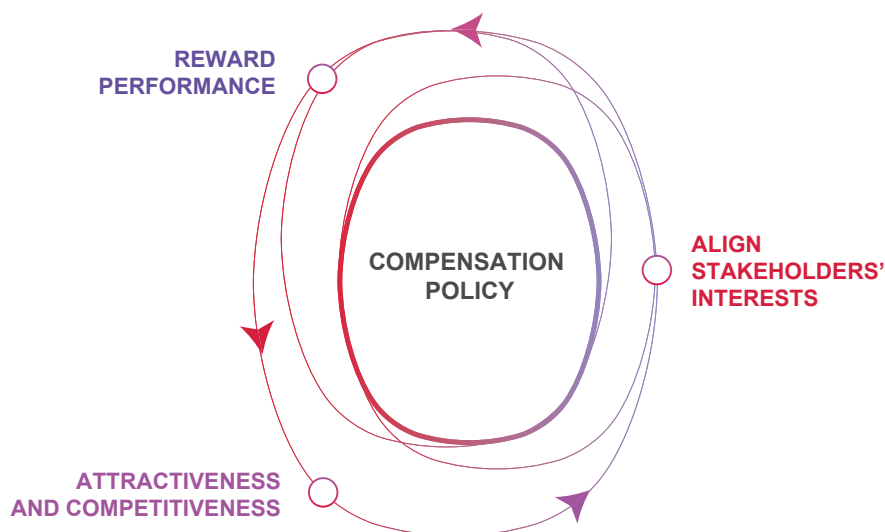 REWARD
PERFORMANCE
COMPENSATION
POLICY
ALIGN
STAKEHOLDERS’
INTERESTS
ATTRACTIVENESS
AND COMPETITIVENESS